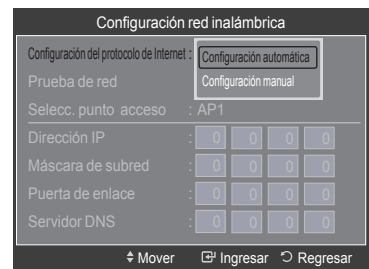 Configuración red inalámbrica
Configuración del protocolo de Internet : Configuración automática
Configuración manual
Prueba de red
Selecc. punto acceso : AP1
Dirección IP : 0 0 0 0
Máscara de subred : 0 0 0 0
Puerta de enlace : 0 0 0 0
Servidor DNS : 0 0 0 0
Mover Ingresar Regresar